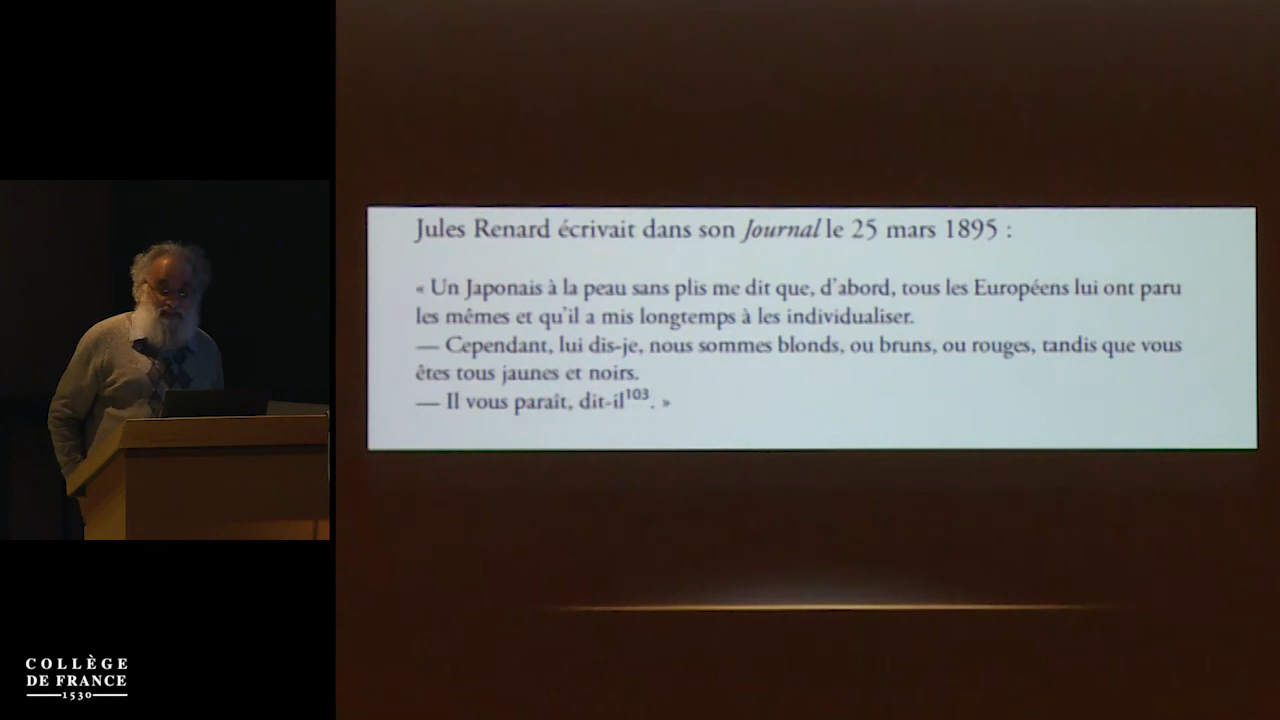 Jules Renard écrivait dans son Journal le 25 mars 1895 :
« Un Japonais à la peau sans plis me dit que, d'abord, tous les Européens lui ont paru
les mêmes et qu'il a mis longtemps à les individualiser.
— Cependant, lui dis-je, nous sommes blonds, ou bruns, ou rouges, tandis que vous
êtes tous jaunes et noirs.
— Il vous paraît, dit-il103. »
COLLÈGE
DE FRANCE
1530